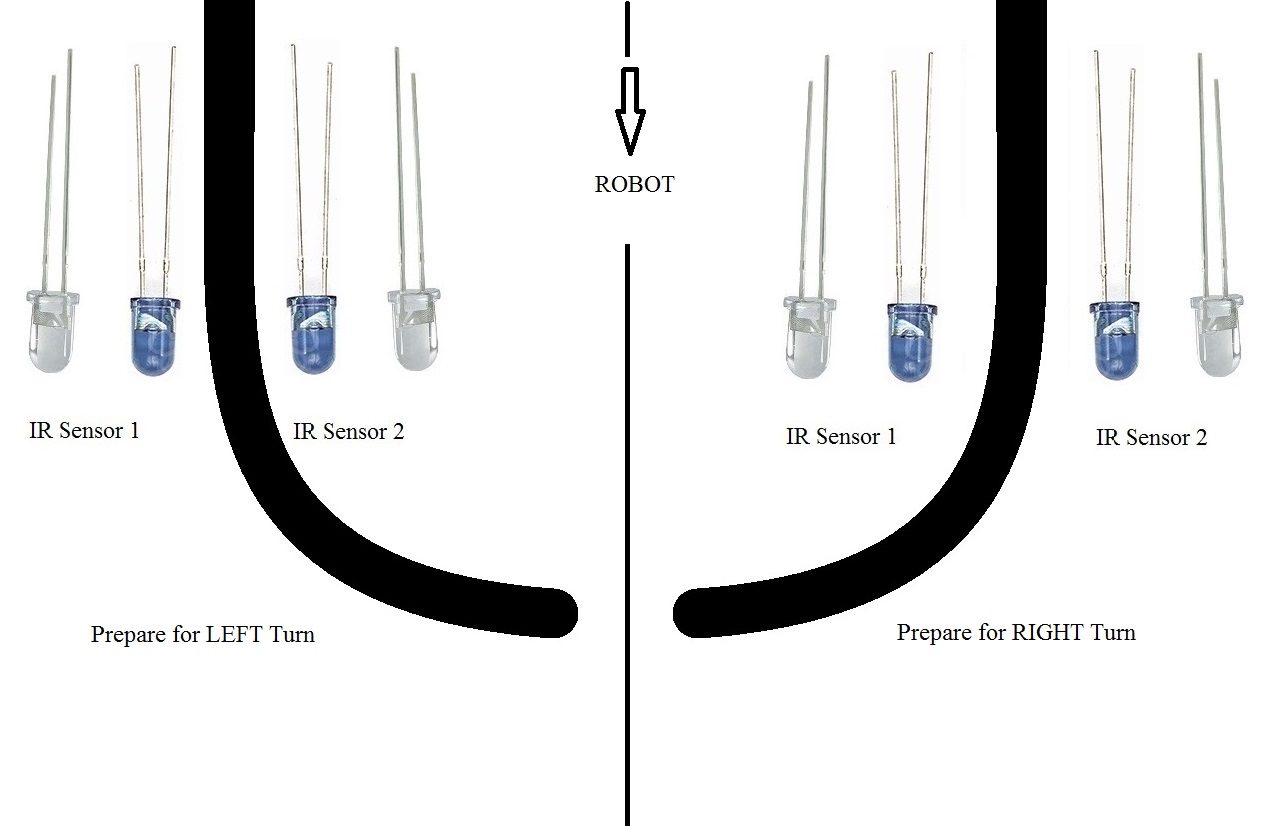 ROBOT
IR Sensor 1
IR Sensor 2
IR Sensor 1
IR Sensor 2
Prepare for LEFT Turn
Prepare for RIGHT Turn